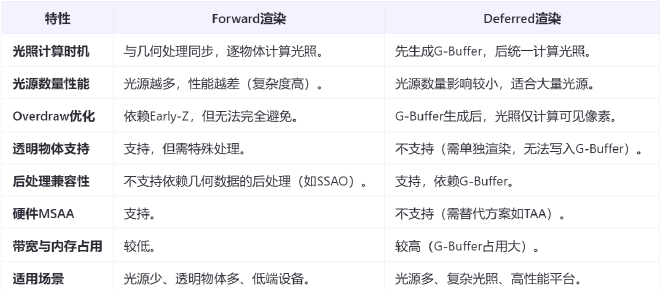 特性 Forward渲染 Deferred渲染
光照计算时机 与几何处理同步，逐物体计算光照。 先生成G-Buffer，后统一计算光照。
光源数量性能 光源越多，性能越差（复杂度高）。 光源数量影响较小，适合大量光源。
Overdraw优化 依赖Early-Z，但无法完全避免。 G-Buffer生成后，光照仅计算可见像素。
透明物体支持 支持，但需特殊处理。 不支持（需单独渲染，无法写入G-Buffer）。
后处理兼容性 不支持依赖几何数据的后处理（如SSAO）。 支持，依赖G-Buffer。
硬件MSAA 支持。 不支持（需替代方案如TAA）。
带宽与内存占用 较低。 较高（G-Buffer占用大）。
适用场景 光源少、透明物体多、低端设备。 光源多、复杂光照、高性能平台。